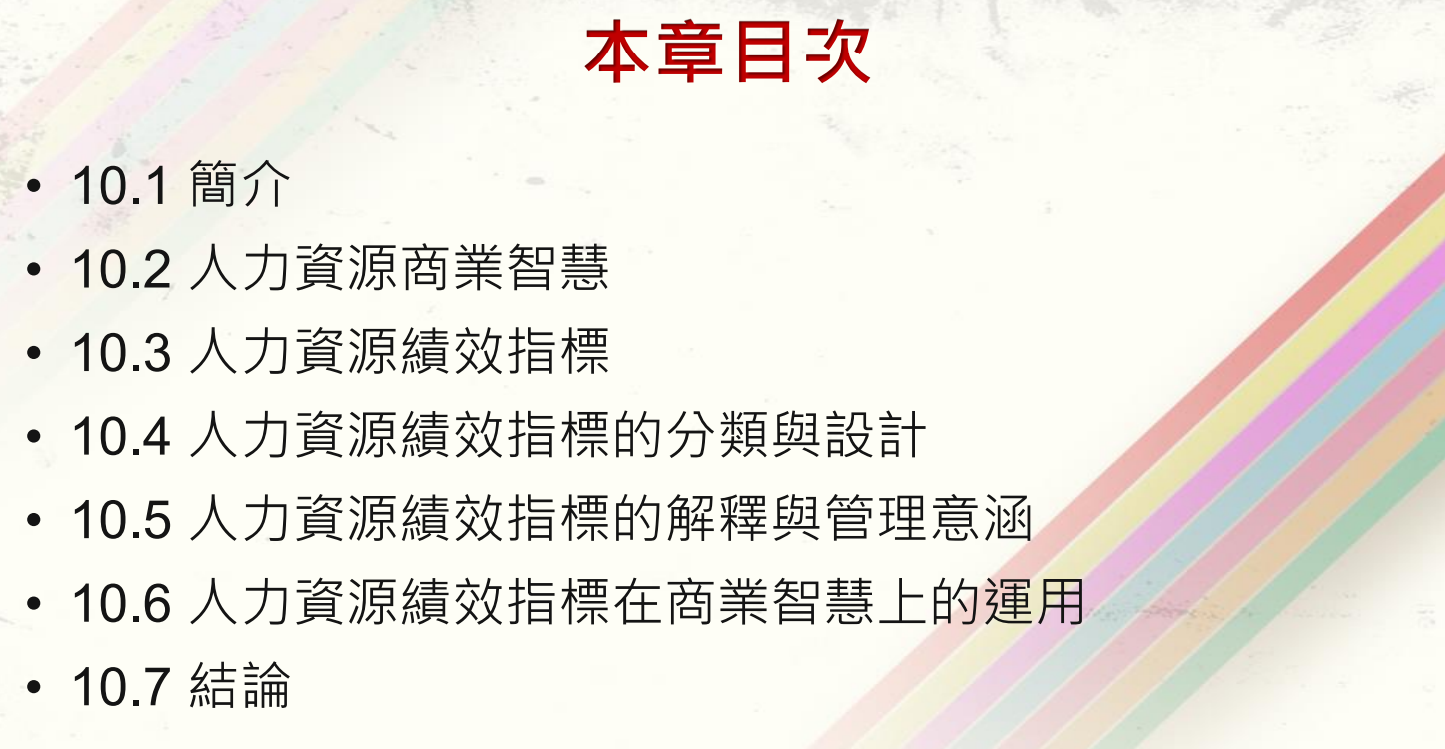 本章目次
• 10.1 簡介
• 10.2 人力資源商業智慧
• 10.3 人力資源績效指標
• 10.4 人力資源績效指標的分類與設計
• 10.5 人力資源績效指標的解釋與管理意涵
• 10.6 人力資源績效指標在商業智慧上的運用
• 10.7 結論